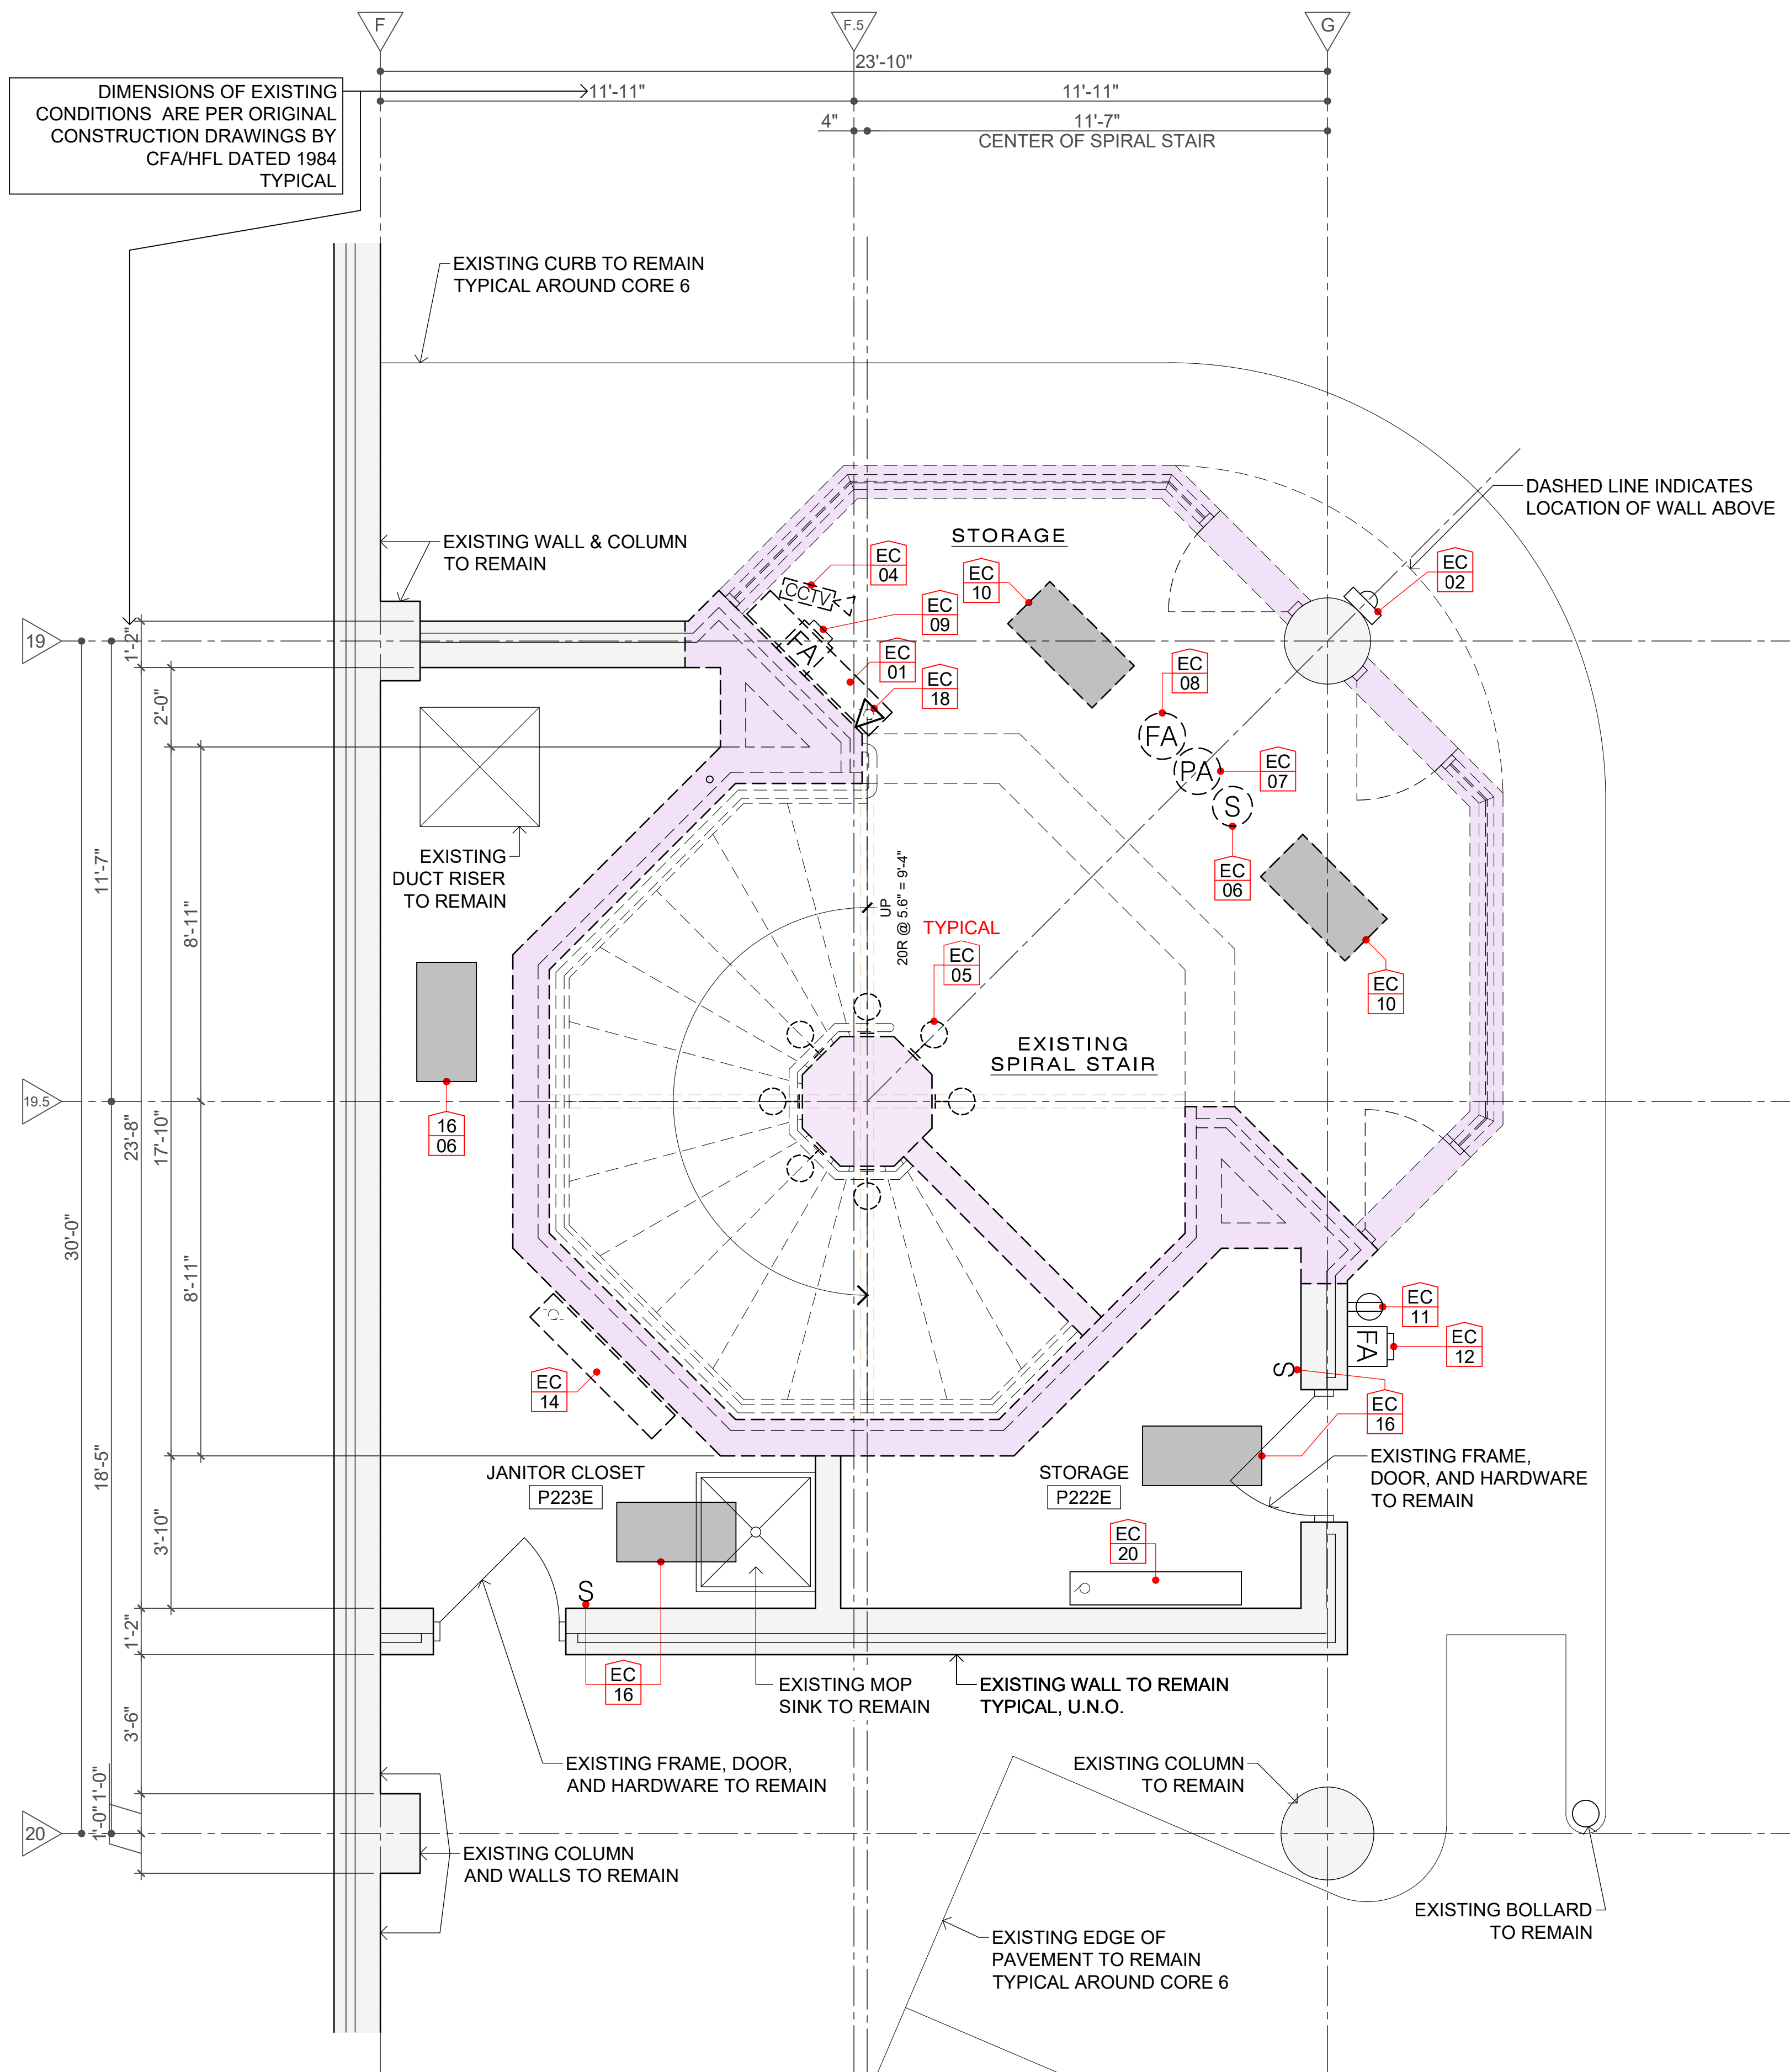 F
F.5
G
23'-10"
11'-11"
11'-11"
4"
11'-7"
CENTER OF SPIRAL STAIR
DIMENSIONS OF EXISTING
CONDITIONS ARE PER ORIGINAL
CONSTRUCTION DRAWINGS BY
CFA/HFL DATED 1984
TYPICAL
EXISTING CURB TO REMAIN
TYPICAL AROUND CORE 6
DASHED LINE INDICATES
LOCATION OF WALL ABOVE
EXISTING WALL & COLUMN
TO REMAIN
STORAGE
EC
04
EC
10
EC
02
CCTV
EC
09
FA
EC
01
EC
18
EC
08
FA
PA
EC
07
S
EC
06
19
1'-2"
2'-0"
11'-7"
8'-11"
EXISTING
DUCT RISER
TO REMAIN
UP
20R @ 5.6" = 9'-4"
TYPICAL
EC
05
EC
10
EXISTING
SPIRAL STAIR
19.5
16
06
23'-8"
17'-10"
30'-0"
8'-11"
18'-5"
3'-10"
EC
11
FA
EC
12
S
EC
14
EC
16
EXISTING FRAME,
DOOR, AND HARDWARE
TO REMAIN
JANITOR CLOSET
P223E
STORAGE
P222E
EC
20
S
EC
16
1'-2"
3'-6"
1'-0"
1'-0"
EXISTING MOP
SINK TO REMAIN
EXISTING WALL TO REMAIN
TYPICAL, U.N.O.
EXISTING FRAME, DOOR,
AND HARDWARE TO REMAIN
EXISTING COLUMN
TO REMAIN
20
EXISTING COLUMN
AND WALLS TO REMAIN
EXISTING BOLLARD
TO REMAIN
EXISTING EDGE OF
PAVEMENT TO REMAIN
TYPICAL AROUND CORE 6